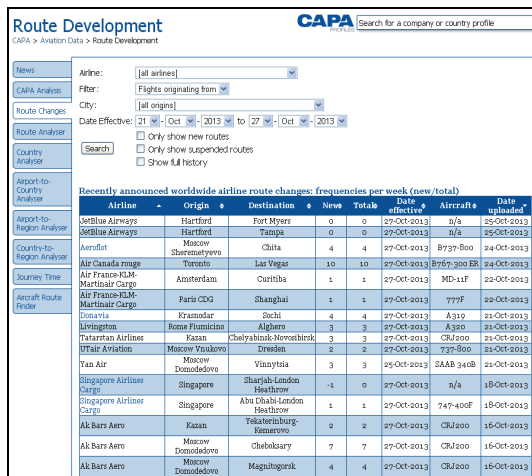 Route Development
CAPA > Aviation Data > Route Development
CAPA
PROFILES
Search for a company or country profile
News
CAPA Analysis
Route Changes
Route Analyser
Country
Analyser
Airport-to-
Country
Analyser
Airport-to-
Region Analyser
Country-to-
Region Analyser
Journey Time
Aircraft Route
Finder
Airline: [all airlines]
Filter: Flights originating from
City: [all origins]
Date Effective: 21 - Oct - 2013 to 27 - Oct - 2013
Only show new routes
Only show suspended routes
Show full history
Search
Recently announced worldwide airline route changes: frequencies per week (new/total)
Airline Origin Destination New Total Date effective Aircraft Date uploaded
JetBlue Airways Hartford Fort Myers 0 0 27-Oct-2013 n/a 25-Oct-2013
JetBlue Airways Hartford Tampa 0 0 27-Oct-2013 n/a 25-Oct-2013
Aeroflot Moscow Sheremetyevo Chita 4 4 27-Oct-2013 B737-800 24-Oct-2013
Air Canada rouge Toronto Las Vegas 10 10 27-Oct-2013 B767-300 ER 24-Oct-2013
Air France-KLM-Martinair Cargo Amsterdam Curitiba 1 1 27-Oct-2013 MD-11F 22-Oct-2013
Air France-KLM-Martinair Cargo Paris CDG Shanghai 1 1 27-Oct-2013 777F 22-Oct-2013
Donavia Krasnodar Sochi 4 4 27-Oct-2013 A319 21-Oct-2013
Livingston Rome Fiumicino Alghero 3 3 27-Oct-2013 A320 21-Oct-2013
Tatarstan Airlines Kazan Chelyabinsk-Novosibirsk 3 3 27-Oct-2013 CRJ200 21-Oct-2013
UTair Aviation Moscow Vnukovo Dresden 2 2 27-Oct-2013 737-800 21-Oct-2013
Yan Air Moscow Domodedovo Vinnytsia 3 3 25-Oct-2013 SAAB 340B 21-Oct-2013
Singapore Airlines Cargo Singapore Sharjah-London Heathrow -1 0 27-Oct-2013 n/a 18-Oct-2013
Singapore Airlines Cargo Singapore Abu Dhabi-London Heathrow 1 1 27-Oct-2013 747-400F 18-Oct-2013
Ak Bars Aero Kazan Yekaterinburg-Kemerovo 2 2 27-Oct-2013 CRJ200 16-Oct-2013
Ak Bars Aero Moscow Domodedovo Cheboksary 7 7 27-Oct-2013 CRJ200 16-Oct-2013
Ak Bars Aero Moscow Domodedovo Magnitogorsk 4 4 27-Oct-2013 CRJ200 16-Oct-2013